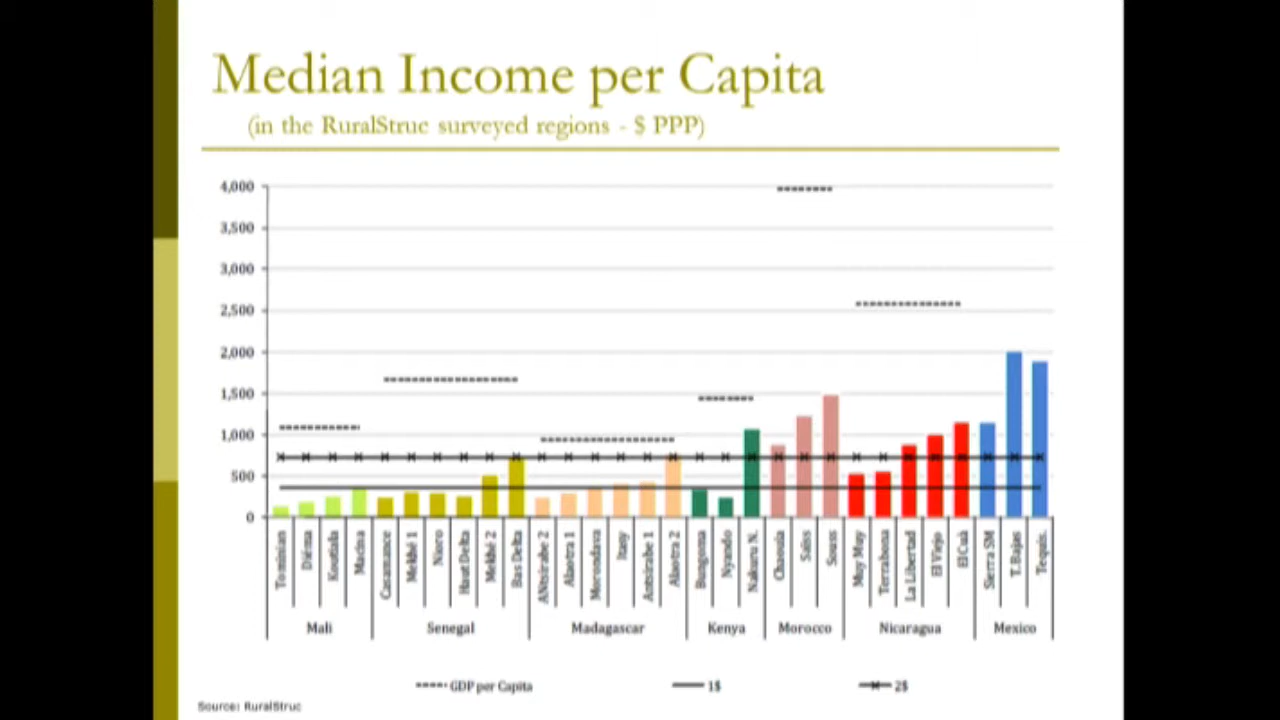 Median Income per Capita
(in the RuralStruc surveyed regions - $ PPP)
4,000
3,500
3,000
2,500
2,000
1,500
1,000
500
0
Tominian
Diéma
Koutiala
Macina
Casamance
Mekhé 1
Nioro
Haut Delta
Mekhé 2
Bas Delta
ANtsirabe 2
Alaotra 1
Morondava
Itasy
Antsirabe 1
Alaotra 2
Bungoma
Nyando
Nakuru N.
Chaouia
Saiss
Souss
Muy Muy
Terrabona
La Libertad
El Viejo
El Cuá
Sierra SM
T. Bajas
Tequis.
Mali Senegal Madagascar Kenya Morocco Nicaragua Mexico
GDP per Capita 1$ 2$
Source: RuralStruc